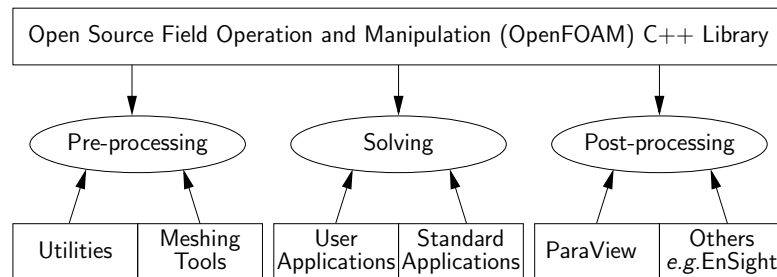 Open Source Field Operation and Manipulation (OpenFOAM) C++ Library
Pre-processing
Solving
Post-processing
Utilities
Meshing
Tools
User
Applications
Standard
Applications
ParaView
Others
e.g.EnSight